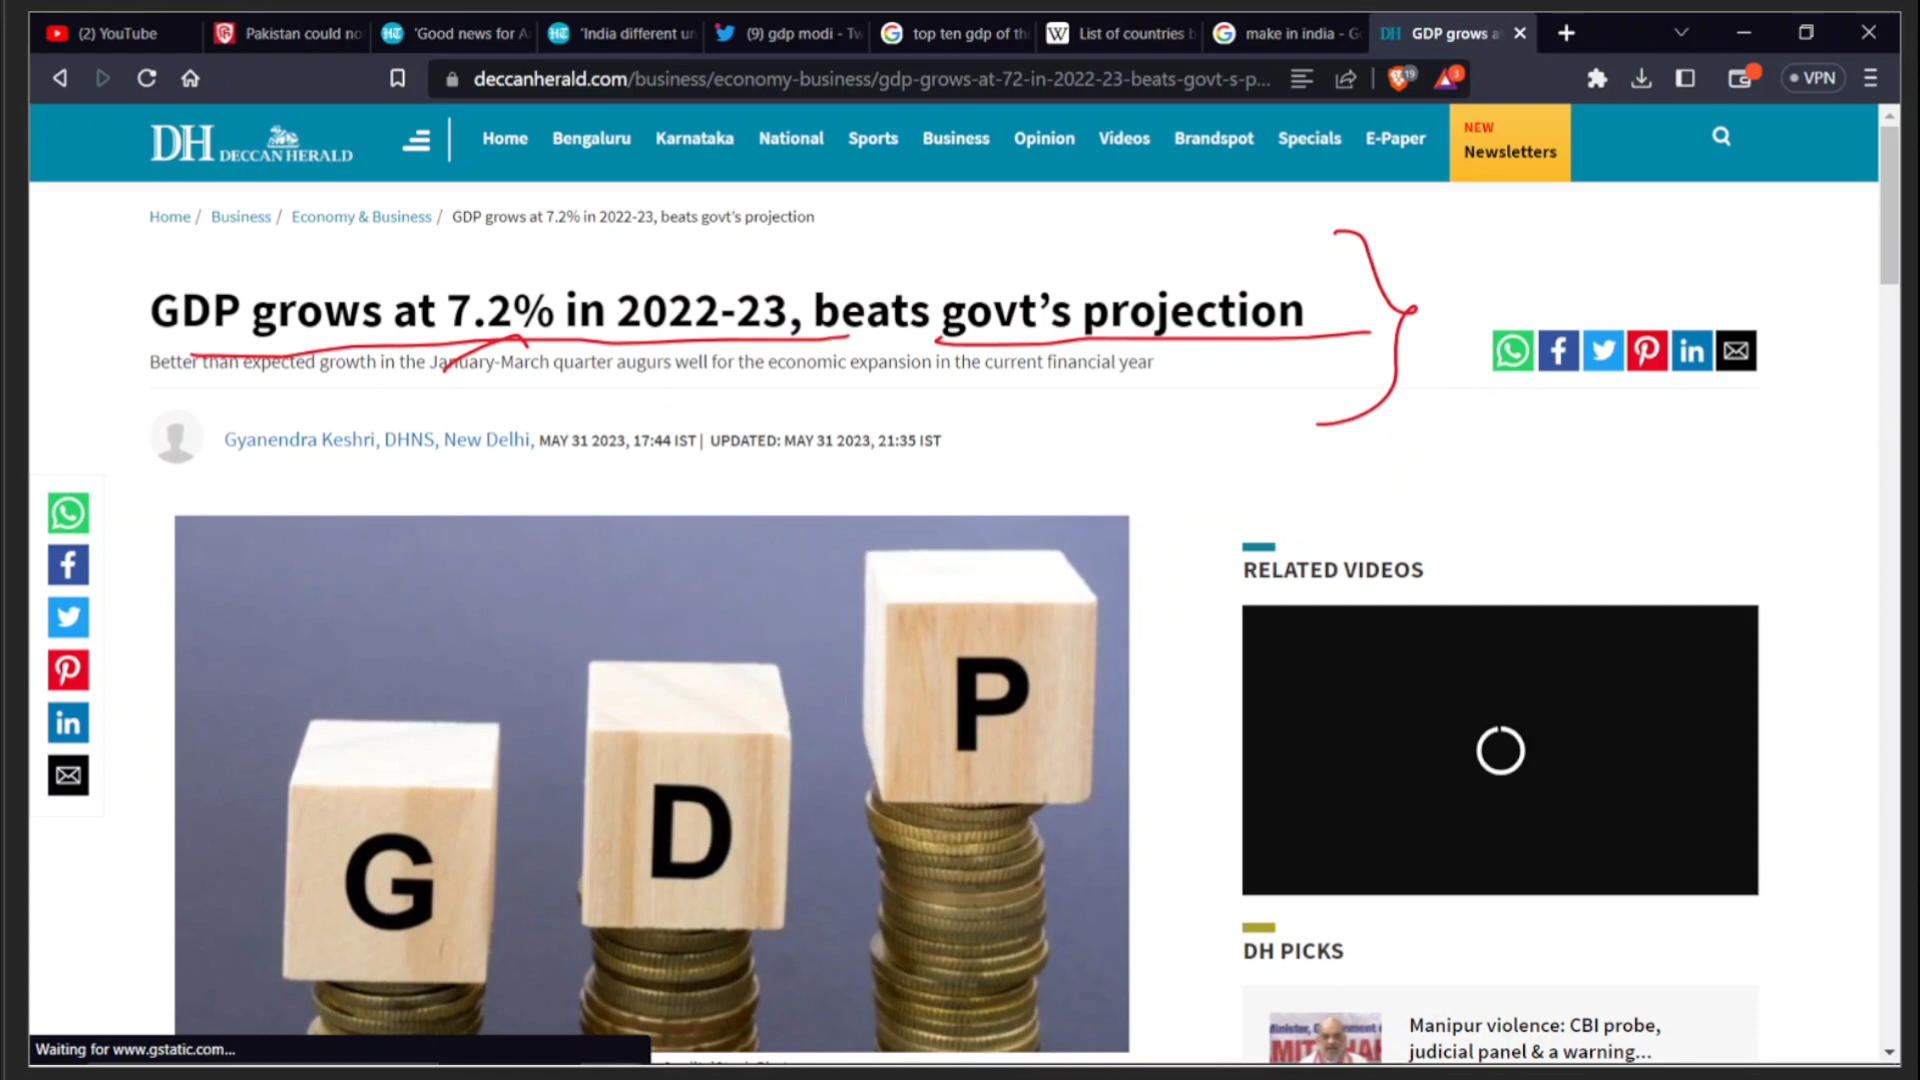 (2) YouTube
Pakistan could no
'Good news for A
'India different un
(9) gdp modi - Tw
top ten gdp of th
List of countries b
make in india - G
DH GDP grows a
deccanherald.com/business/economy-business/gdp-grows-at-72-in-2022-23-beats-govt-s-p...
19
3
VPN
DH DECCAN HERALD
Home
Bengaluru
Karnataka
National
Sports
Business
Opinion
Videos
Brandspot
Specials
E-Paper
NEW
Newsletters
Home / Business / Economy & Business / GDP grows at 7.2% in 2022-23, beats govt's projection
GDP grows at 7.2% in 2022-23, beats govt's projection
Better than expected growth in the January-March quarter augurs well for the economic expansion in the current financial year
Gyanendra Keshri, DHNS, New Delhi, MAY 31 2023, 17:44 IST | UPDATED: MAY 31 2023, 21:35 IST
G
D
P
RELATED VIDEOS
DH PICKS
Manipur violence: CBI probe,
judicial panel & a warning...
Waiting for www.gstatic.com...